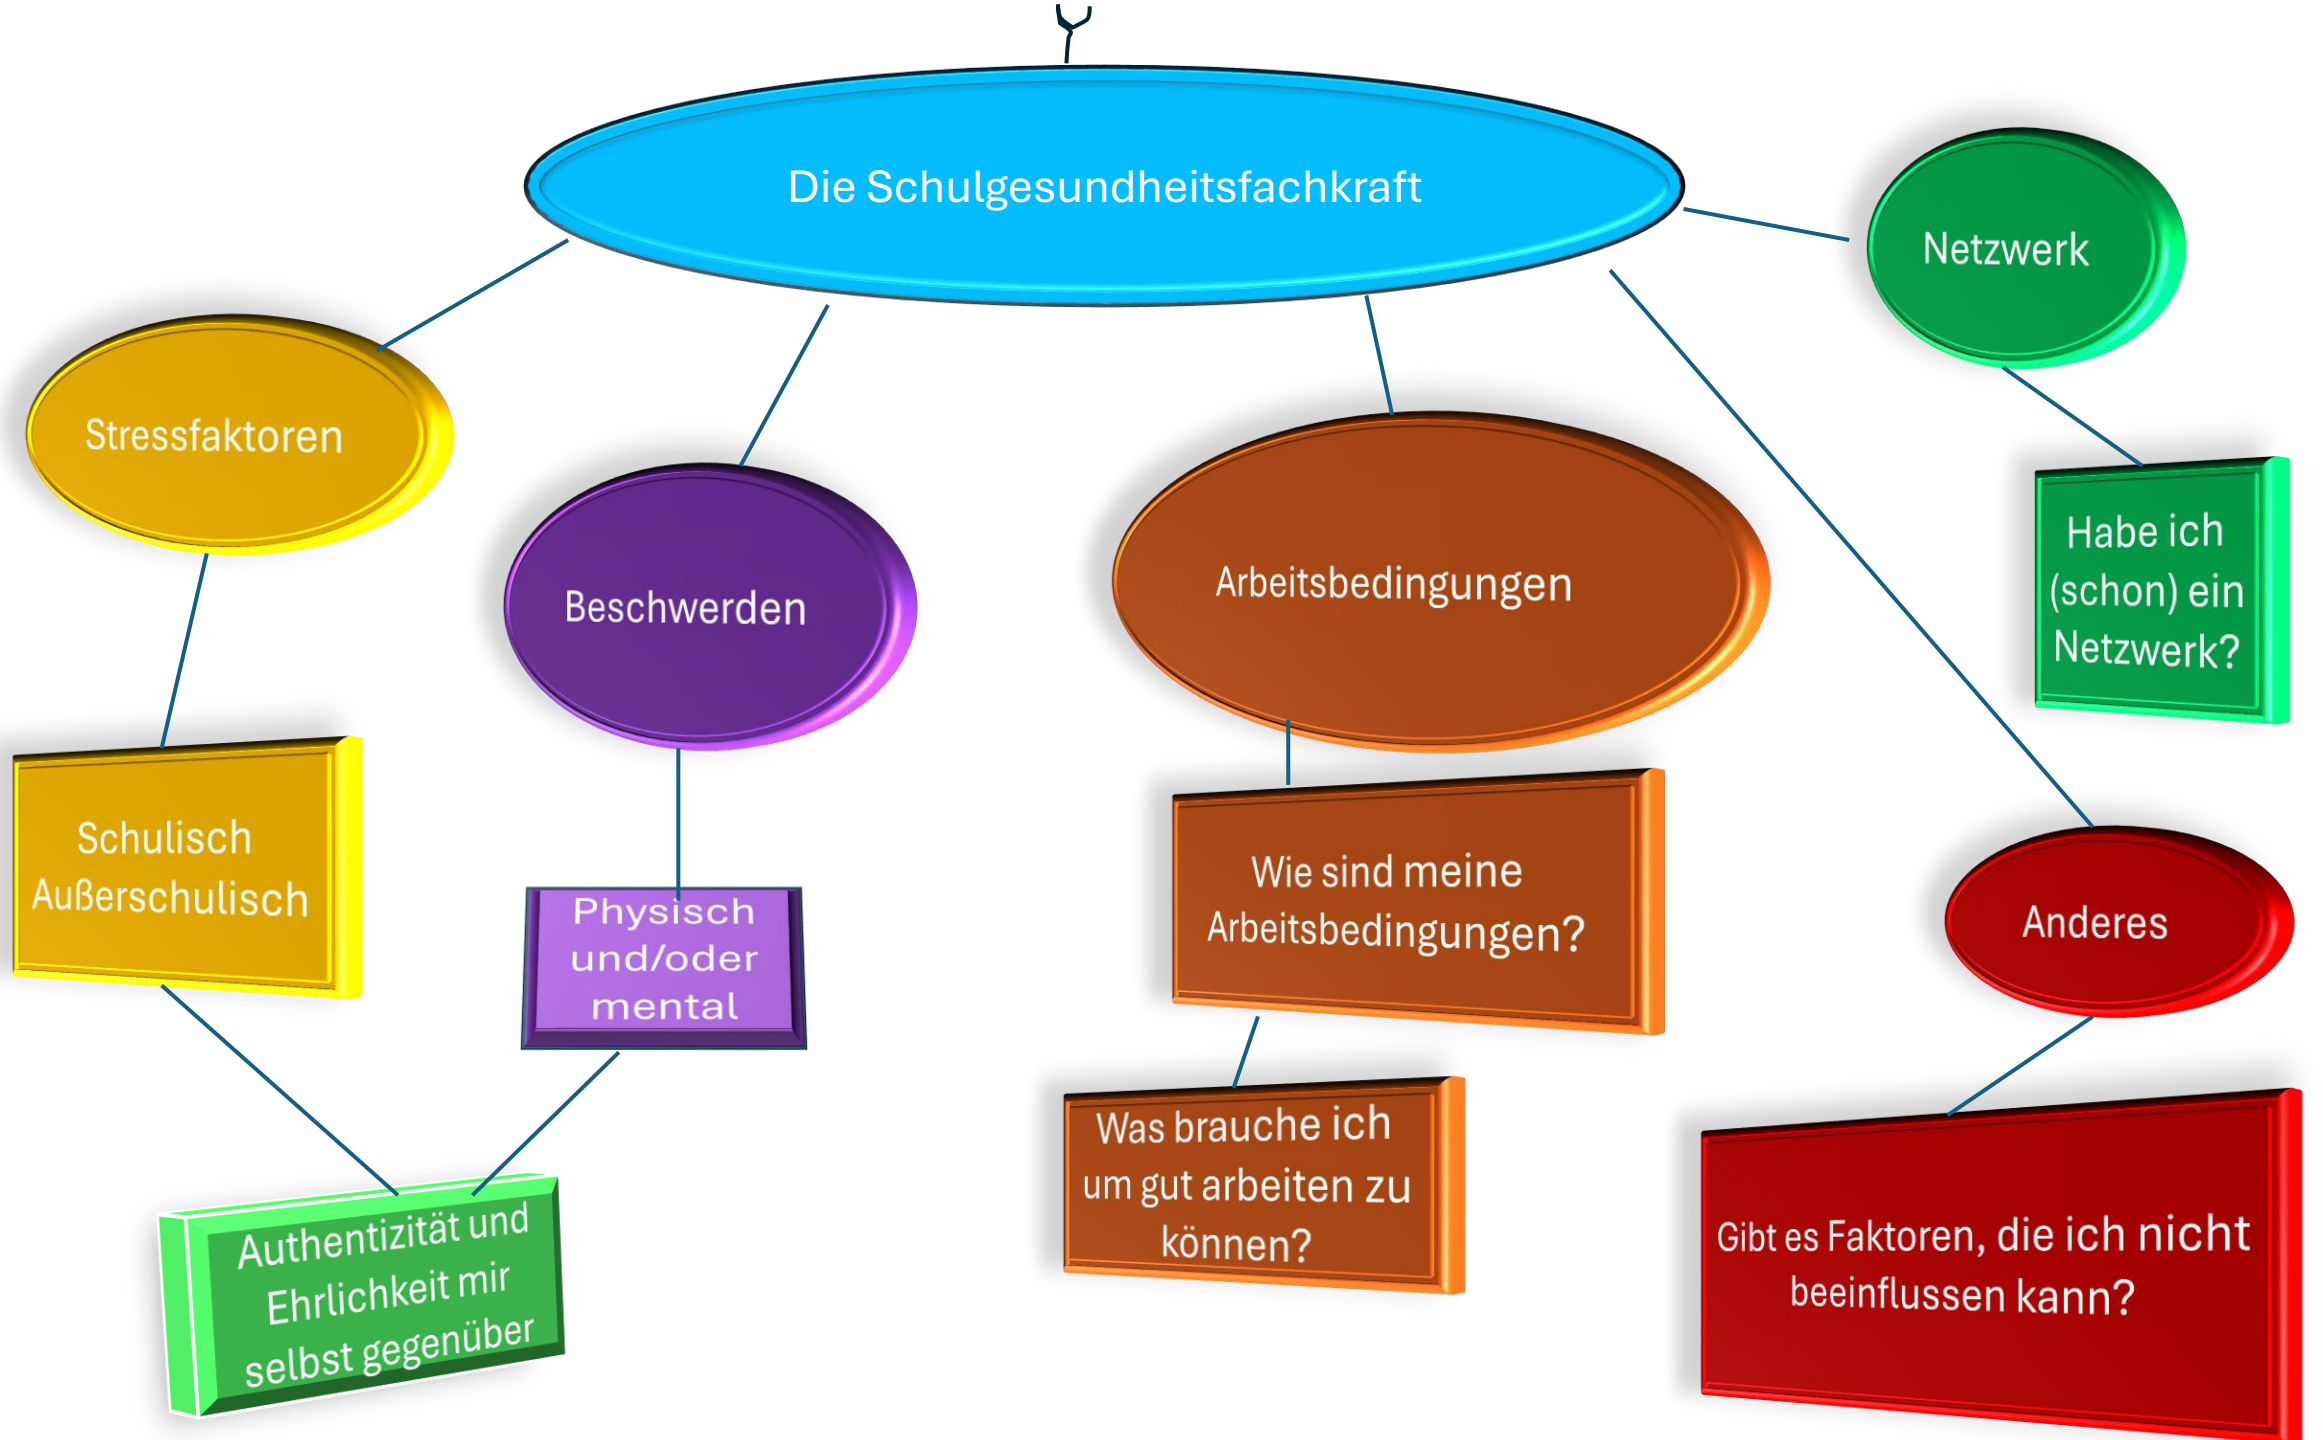 Die Schulgesundheitsfachkraft
Netzwerk
Habe ich
(schon) ein
Netzwerk?
Stressfaktoren
Schulisch
Außerschulisch
Beschwerden
Physisch
und/oder
mental
Authentizität und
Ehrlichkeit mir
selbst gegenüber
Arbeitsbedingungen
Wie sind meine
Arbeitsbedingungen?
Was brauche ich
um gut arbeiten zu
können?
Anderes
Gibt es Faktoren, die ich nicht
beeinflussen kann?